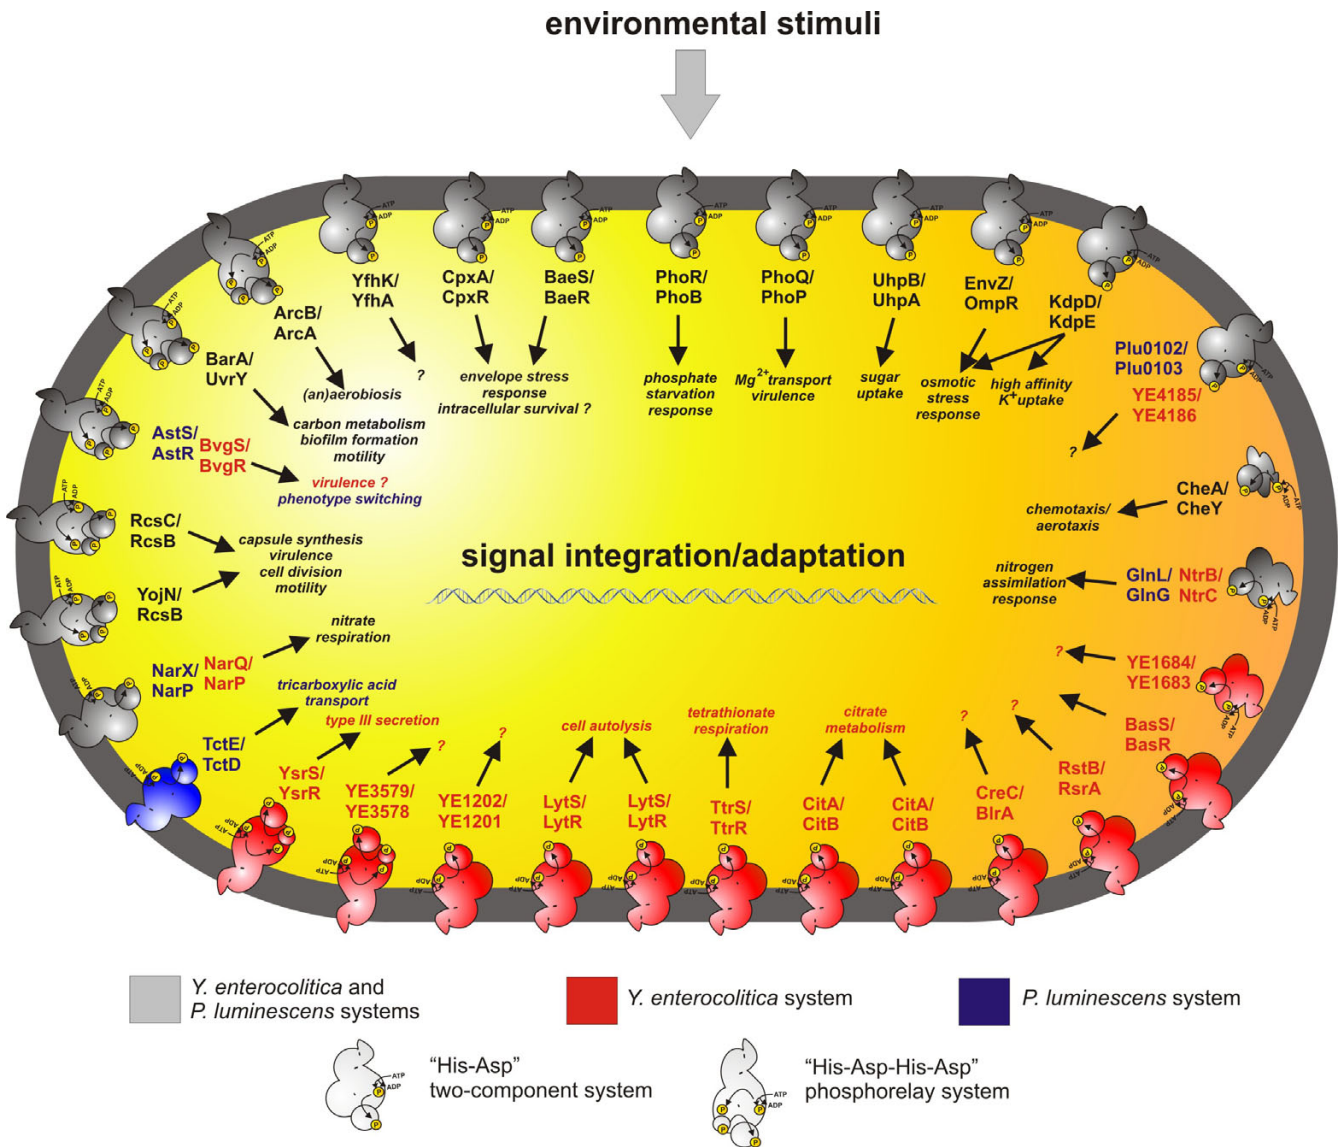 environmental stimuli
YfhK/
YfhA
CpxA/
CpxR
BaeS/
BaeR
PhoR/
PhoB
PhoQ/
PhoP
UhpB/
UhpA
EnvZ/
OmpR
KdpD/
KdpE
ArcB/
ArcA
BarA/
UvrY
?
(an)aerobiosis
envelope stress
response
intracellular survival ?
phosphate
starvation
response
Mg2+transport
virulence
sugar
uptake
osmotic
stress
response
high affinity
K+uptake
Plu0102/
Plu0103
YE4185/
YE4186
?
carbon metabolism
biofilm formation
motility
AstS/
AstR
BvgS/
BvgR
virulence ?
phenotype switching
CheA/
CheY
chemotaxis/
aerotaxis
RcsC/
RcsB
capsule synthesis
virulence
cell division
motility
YojN/
RcsB
signal integration/adaptation
nitrogen
assimilation
response
GlnL/
GlnG
NtrB/
NtrC
nitrate
respiration
NarX/
NarP
NarQ/
NarP
?
YE1684/
YE1683
tricarboxylic acid
transport
TctE/
TctD
type III secretion
YsrS/
YsrR
?
YE3579/
YE3578
?
YE1202/
YE1201
cell autolysis
LytS/
LytR
LytS/
LytR
tetrathionate
respiration
TtrS/
TtrR
citrate
metabolism
CitA/
CitB
CitA/
CitB
?
CreC/
BlrA
?
RstB/
RsrA
BasS/
BasR
ATP
ADP
P
Y. enterocolitica and
P. luminescens systems
Y. enterocolitica system
P. luminescens system
“His-Asp”
two-component system
ATP
ADP
P
P
“His-Asp-His-Asp”
phosphorelay system
ATP
ADP
P
P
P
P